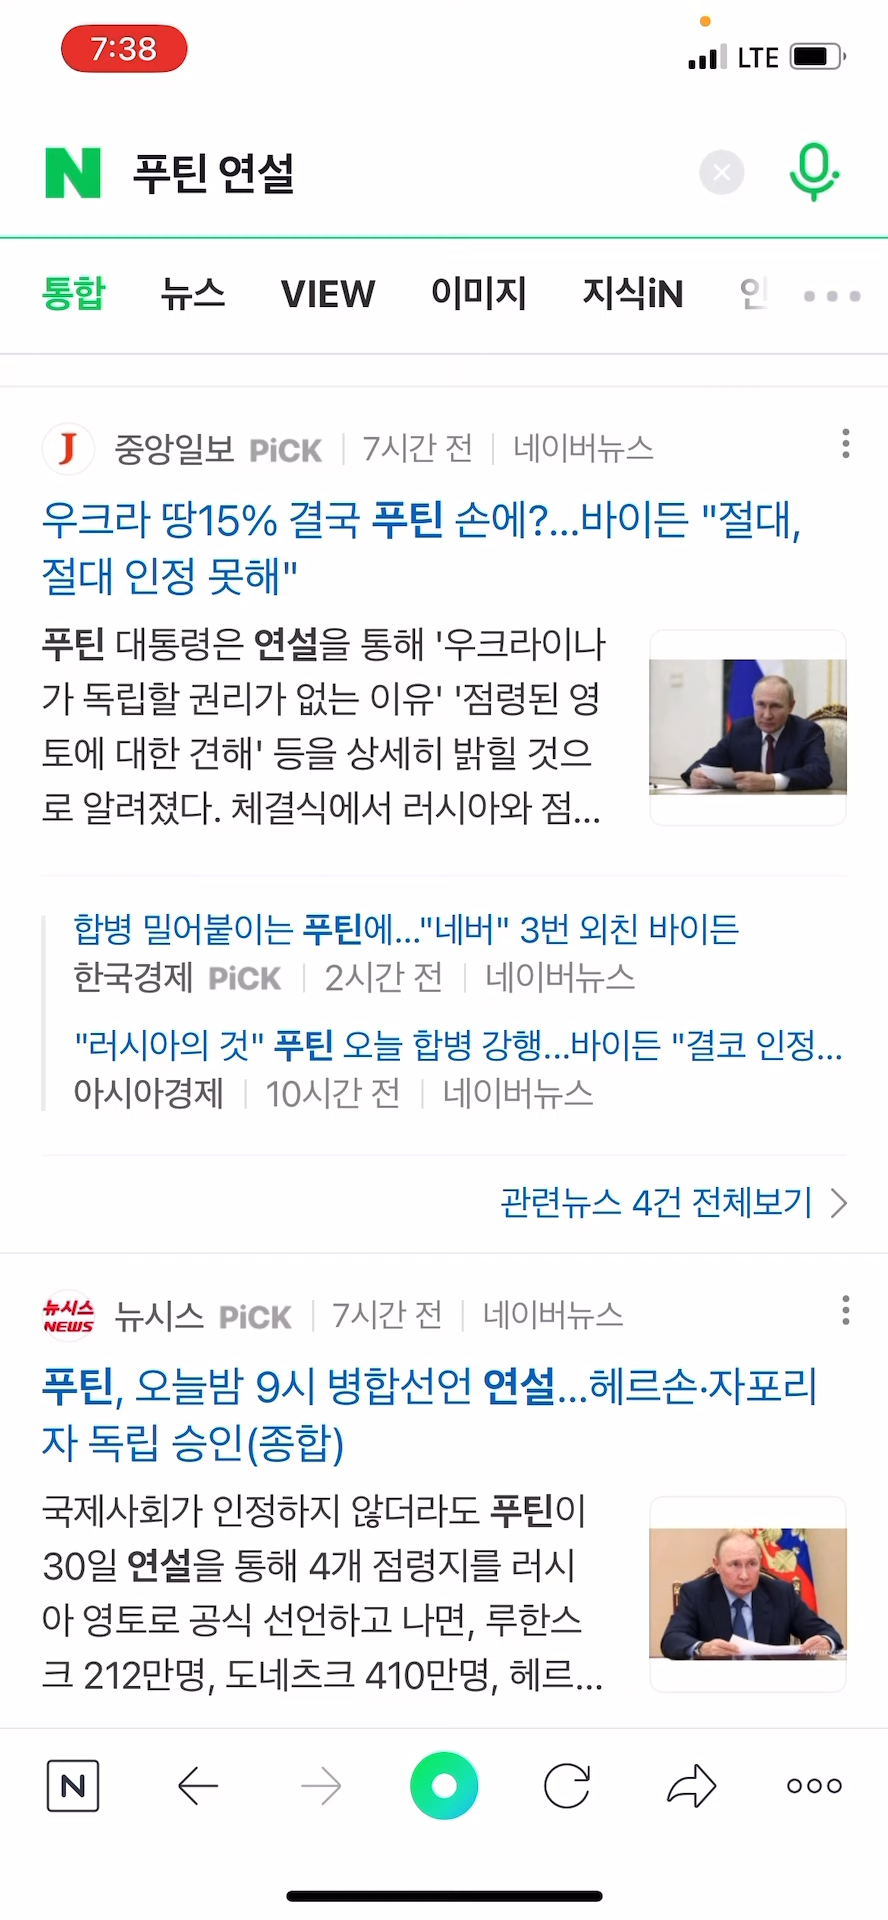 7:38
LTE
N 푸틴 연설
통합 뉴스 VIEW 이미지 지식iN
J 중앙일보 PiCK 7시간 전 네이버뉴스
우크라 땅15% 결국 푸틴 손에?...바이든 "절대,
절대 인정 못해"
푸틴 대통령은 연설을 통해 '우크라이나
가 독립할 권리가 없는 이유' '점령된 영
토에 대한 견해' 등을 상세히 밝힐 것으
로 알려졌다. 체결식에서 러시아와 점...
합병 밀어붙이는 푸틴에..."네버" 3번 외친 바이든
한국경제 PiCK 2시간 전 네이버뉴스
"러시아의 것" 푸틴 오늘 합병 강행...바이든 "결코 인정...
아시아경제 10시간 전 네이버뉴스
관련뉴스 4건 전체보기
뉴시스 NEWS 뉴시스 PiCK 7시간 전 네이버뉴스
푸틴, 오늘밤 9시 병합선언 연설...헤르손·자포리
자 독립 승인(종합)
국제사회가 인정하지 않더라도 푸틴이
30일 연설을 통해 4개 점령지를 러시
아 영토로 공식 선언하고 나면, 루한스
크 212만명, 도네츠크 410만명, 헤르...
N